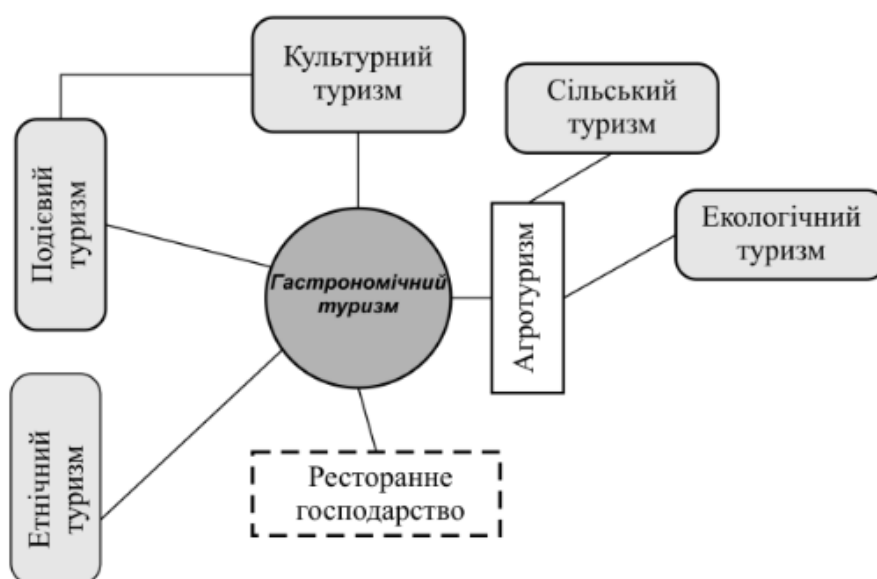 Культурний
туризм
Сільський
туризм
Подієвий
туризм
Екологічний
туризм
Гастрономічний
туризм
Агротуризм
Етнічний
туризм
Ресторанне
господарство